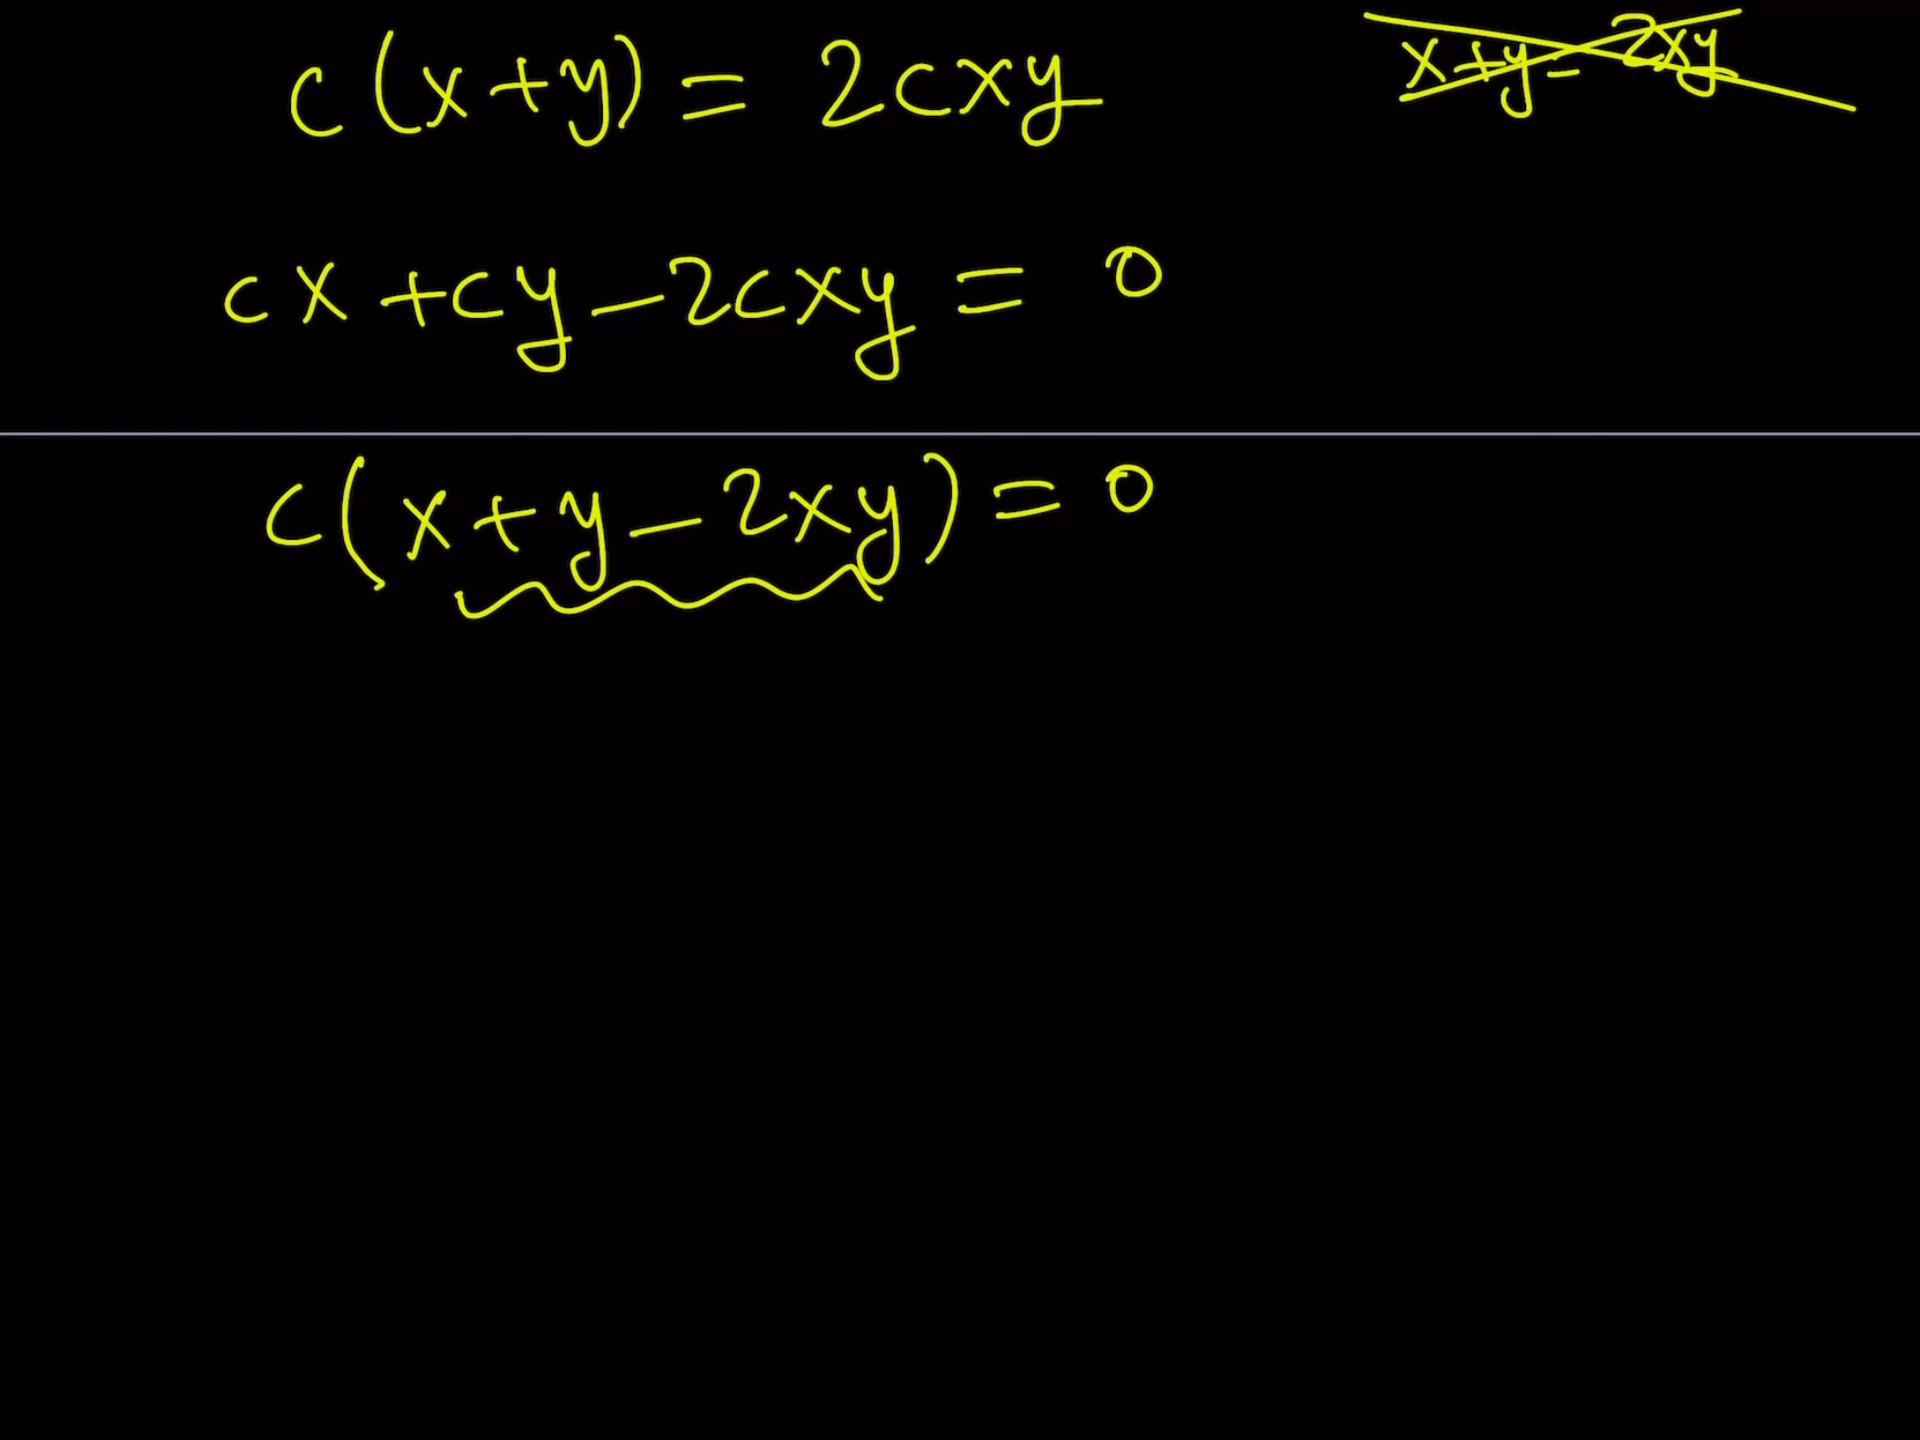 c(x+y) = 2cxy
x+y = 2xy
cx+cy-2cxy = 0
c(x+y-2xy) = 0